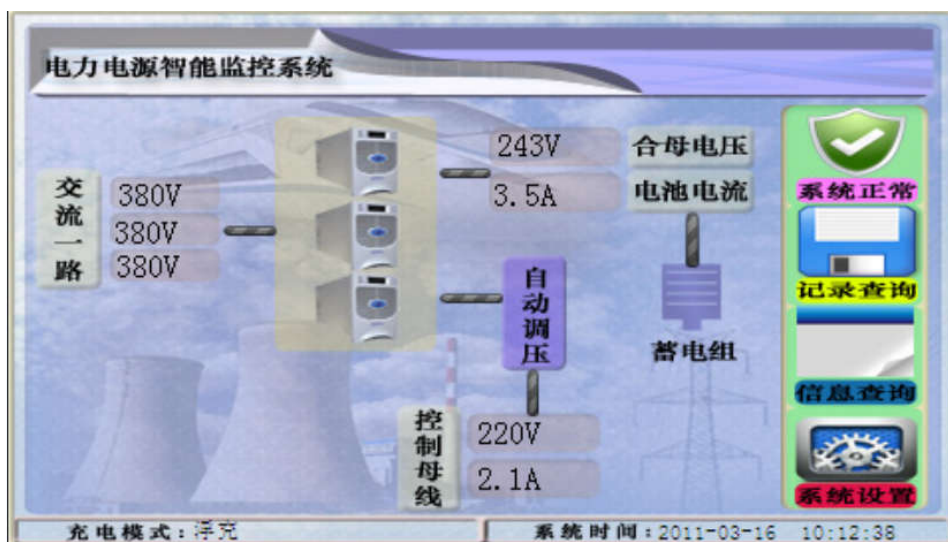 电力电源智能监控系统
243V 合母电压
3.5A 电池电流
交流一路
380V
380V
380V
自动调压
蓄电组
控制母线
220V
2.1A
系统正常
记录查询
信息查询
系统设置
充电模式:浮充
系统时间:2011-03-16 10:12:38